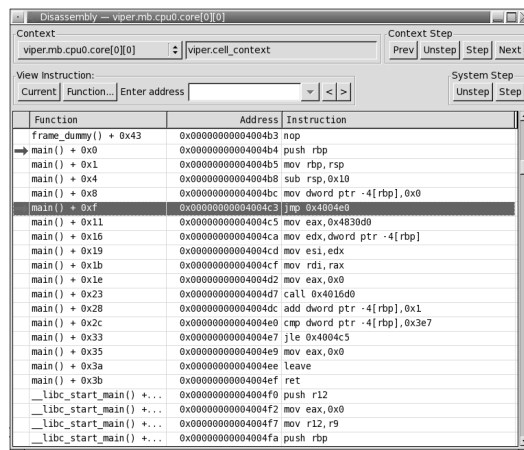 Disassembly — viper.mb.cpu0.core[0][0]
Context
Context Step
viper.mb.cpu0.core[0][0] viper.cell_context Prev Unstep Step Next
View Instruction:
System Step
Current Function... Enter address < > Unstep Step
Function Address Instruction
frame_dummy() + 0x43 0x00000000004004b3 nop
main() + 0x0 0x00000000004004b4 push rbp
main() + 0x1 0x00000000004004b5 mov rbp,rsp
main() + 0x4 0x00000000004004b8 sub rsp,0x10
main() + 0x8 0x00000000004004bc mov dword ptr -4[rbp],0x0
main() + 0xf 0x00000000004004c3 jmp 0x4004e0
main() + 0x11 0x00000000004004c5 mov eax,0x4830d0
main() + 0x16 0x00000000004004ca mov edx,dword ptr -4[rbp]
main() + 0x19 0x00000000004004cd mov esi,edx
main() + 0x1b 0x00000000004004cf mov rdi,rax
main() + 0x1e 0x00000000004004d2 mov eax,0x0
main() + 0x23 0x00000000004004d7 call 0x4016d0
main() + 0x28 0x00000000004004dc add dword ptr -4[rbp],0x1
main() + 0x2c 0x00000000004004e0 cmp dword ptr -4[rbp],0x3e7
main() + 0x33 0x00000000004004e7 jle 0x4004c5
main() + 0x35 0x00000000004004e9 mov eax,0x0
main() + 0x3a 0x00000000004004ee leave
main() + 0x3b 0x00000000004004ef ret
__libc_start_main() +... 0x00000000004004f0 push r12
__libc_start_main() +... 0x00000000004004f2 mov eax,0x0
__libc_start_main() +... 0x00000000004004f7 mov r12,r9
__libc_start_main() +... 0x00000000004004fa push rbp